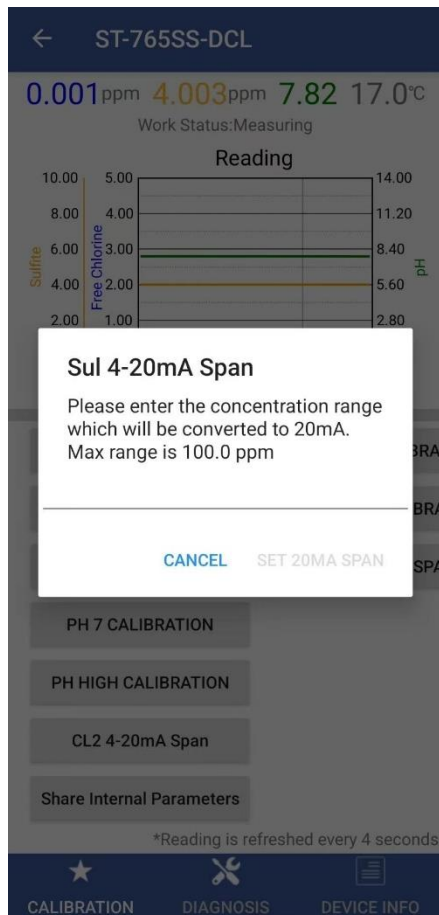 ← ST-765SS-DCL
0.001ppm 4.003ppm 7.82 17.0°C
Work Status:Measuring
Reading
10.00 5.00 14.00
8.00 4.00 11.20
6.00 3.00 8.40
4.00 2.00 5.60
2.00 1.00 2.80
Sulfite
Free Chlorine
pH
Sul 4-20mA Span
Please enter the concentration range
which will be converted to 20mA.
Max range is 100.0 ppm
CANCEL SET 20MA SPAN
PH 7 CALIBRATION
PH HIGH CALIBRATION
CL2 4-20mA Span
Share Internal Parameters
*Reading is refreshed every 4 seconds
CALIBRATION DIAGNOSIS DEVICE INFO